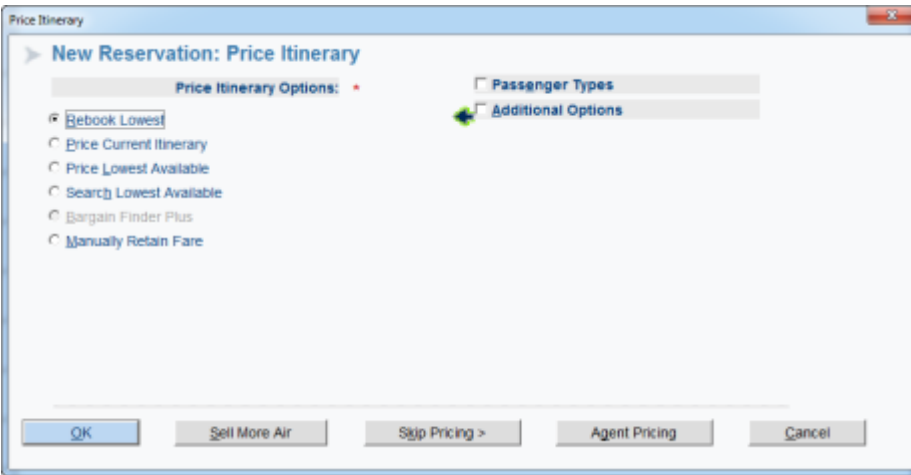 Price Itinerary
New Reservation: Price Itinerary
Price Itinerary Options: *
Passenger Types
Additional Options
Rebook Lowest
Price Current Itinerary
Price Lowest Available
Search Lowest Available
Bargain Finder Plus
Manually Retain Fare
OK
Sell More Air
Skip Pricing >
Agent Pricing
Cancel